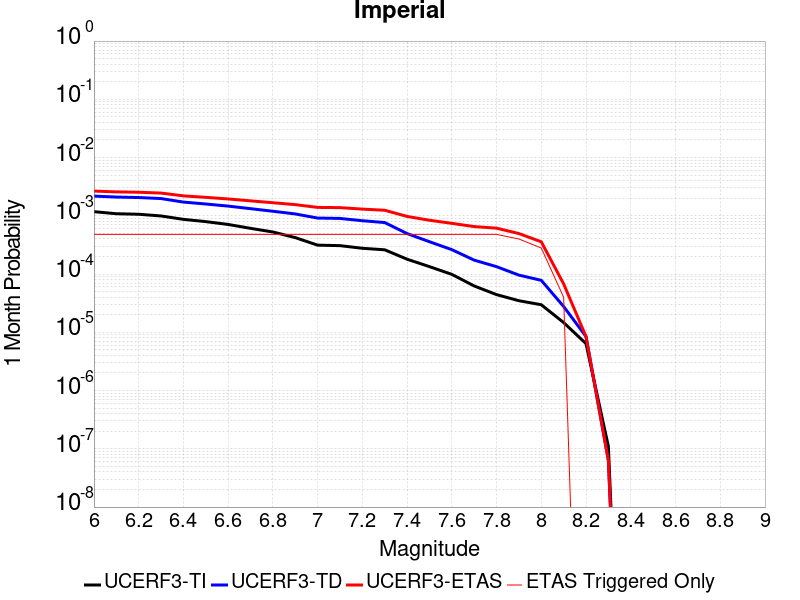 Imperial
10^0
10^-1
10^-2
10^-3
10^-4
10^-5
10^-6
10^-7
10^-8
1 Month Probability
6 6.2 6.4 6.6 6.8 7 7.2 7.4 7.6 7.8 8 8.2 8.4 8.6 8.8 9
Magnitude
UCERF3-TI UCERF3-TD UCERF3-ETAS ETAS Triggered Only